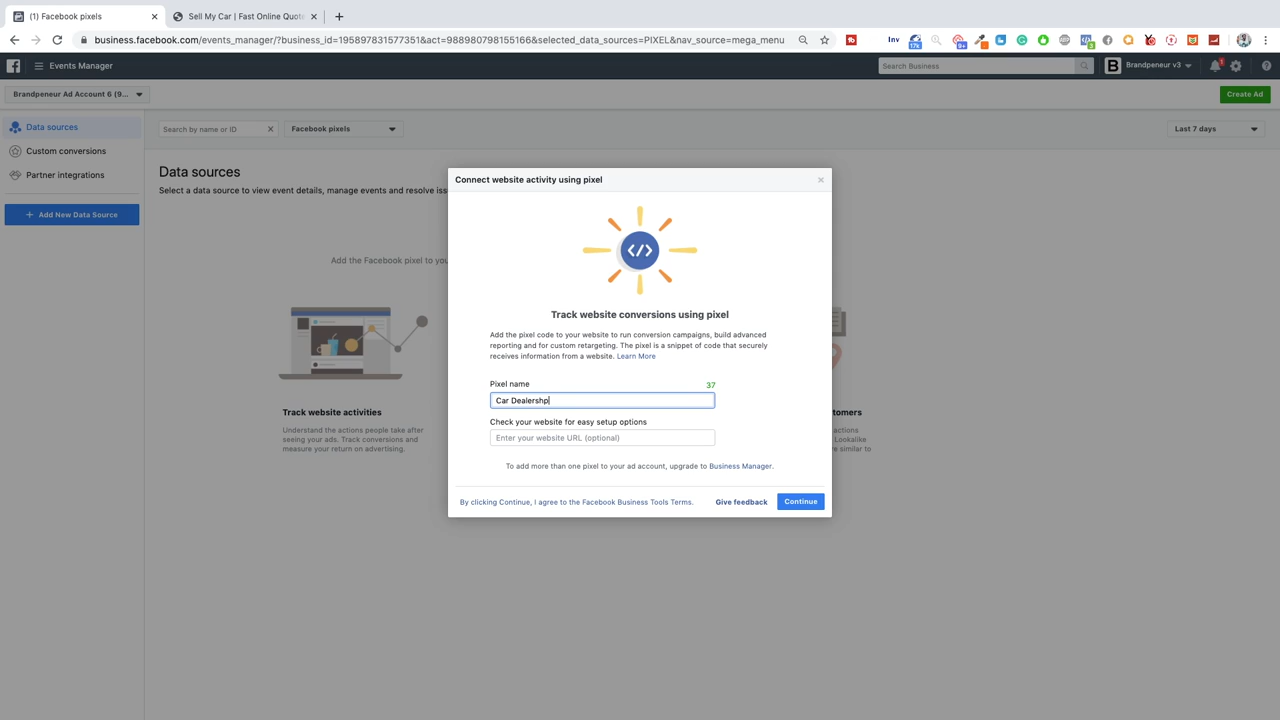 (1) Facebook pixels
Sell My Car | Fast Online Quote
business.facebook.com/events_manager/?business_id=195897831577351&act=988980798155166&selected_data_sources=PIXEL&nav_source=mega_menu
Inv
17k
9+
Events Manager
Search Business
B
Brandpeneur v3
1
Brandpeneur Ad Account 6 (9...
Create Ad
Data sources
Custom conversions
Partner integrations
+ Add New Data Source
Search by name or ID
Facebook pixels
Last 7 days
Data sources
Select a data source to view event details, manage events and resolve iss
Add the Facebook pixel to you
Track website activities
Understand the actions people take after
seeing your ads. Track conversions and
measure your return on advertising.
tomers
actions
Lookalike
re similar to
Connect website activity using pixel
</>
Track website conversions using pixel
Add the pixel code to your website to run conversion campaigns, build advanced
reporting and for custom retargeting. The pixel is a snippet of code that securely
receives information from a website. Learn More
Pixel name
37
Car Dealershp
Check your website for easy setup options
Enter your website URL (optional)
To add more than one pixel to your ad account, upgrade to Business Manager.
By clicking Continue, I agree to the Facebook Business Tools Terms.
Give feedback
Continue